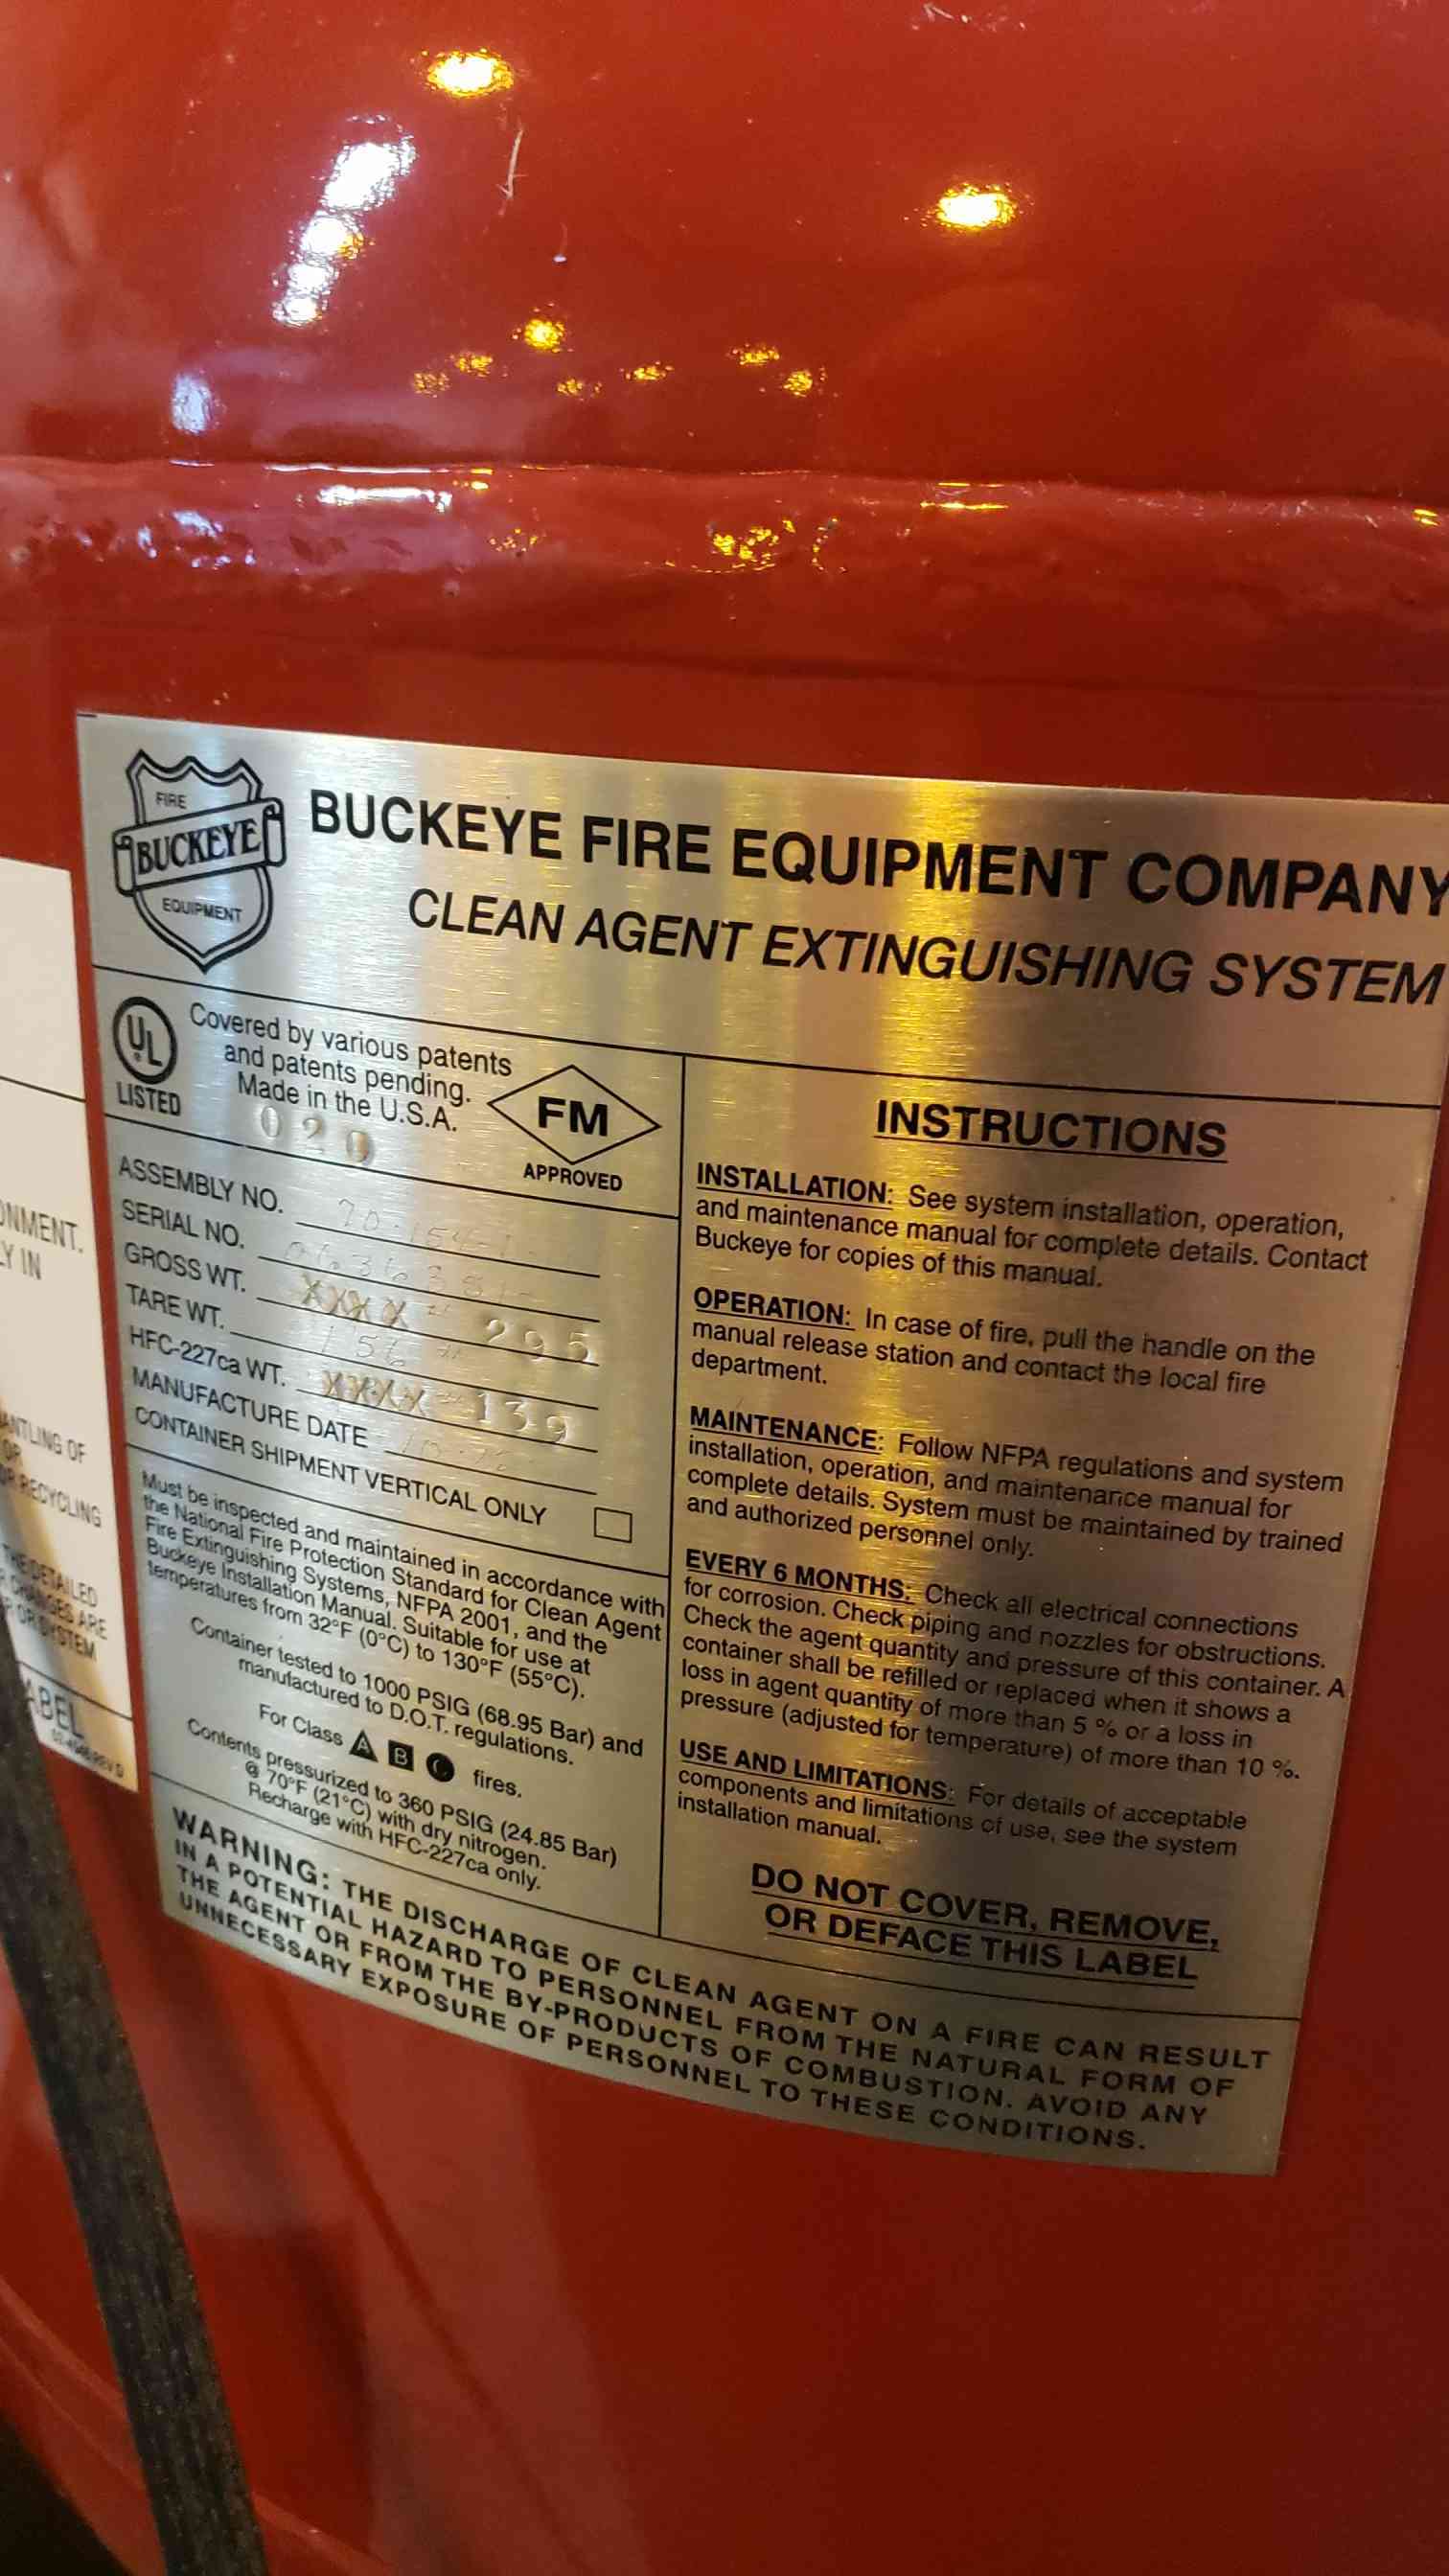 FIRE
BUCKEYE
EQUIPMENT
BUCKEYE FIRE EQUIPMENT COMPANY
CLEAN AGENT EXTINGUISHING SYSTEM
UL
LISTED
Covered by various patents
and patents pending.
Made in the U.S.A.
020
FM
APPROVED
ASSEMBLY NO.
SERIAL NO.
GROSS WT. XXXX 295
TARE WT. 156
HFC-227ca WT. XXXX 139
MANUFACTURE DATE
CONTAINER SHIPMENT VERTICAL ONLY
Must be inspected and maintained in accordance with
the National Fire Protection Standard for Clean Agent
Fire Extinguishing Systems, NFPA 2001, and the
Buckeye Installation Manual. Suitable for use at
temperatures from 32°F (0°C) to 130°F (55°C).
Container tested to 1000 PSIG (68.95 Bar) and
manufactured to D.O.T. regulations.
For Class A B C fires.
Contents pressurized to 360 PSIG (24.85 Bar)
@ 70°F (21°C) with dry nitrogen.
Recharge with HFC-227ca only.
INSTRUCTIONS
INSTALLATION: See system installation, operation,
and maintenance manual for complete details. Contact
Buckeye for copies of this manual.
OPERATION: In case of fire, pull the handle on the
manual release station and contact the local fire
department.
MAINTENANCE: Follow NFPA regulations and system
installation, operation, and maintenance manual for
complete details. System must be maintained by trained
and authorized personnel only.
EVERY 6 MONTHS: Check all electrical connections
for corrosion. Check piping and nozzles for obstructions.
Check the agent quantity and pressure of this container. A
container shall be refilled or replaced when it shows a
loss in agent quantity of more than 5 % or a loss in
pressure (adjusted for temperature) of more than 10 %.
USE AND LIMITATIONS: For details of acceptable
components and limitations of use, see the system
installation manual.
DO NOT COVER, REMOVE,
OR DEFACE THIS LABEL
WARNING: THE DISCHARGE OF CLEAN AGENT ON A FIRE CAN RESULT
IN A POTENTIAL HAZARD TO PERSONNEL FROM THE NATURAL FORM OF
THE AGENT OR FROM THE BY-PRODUCTS OF COMBUSTION. AVOID ANY
UNNECESSARY EXPOSURE OF PERSONNEL TO THESE CONDITIONS.